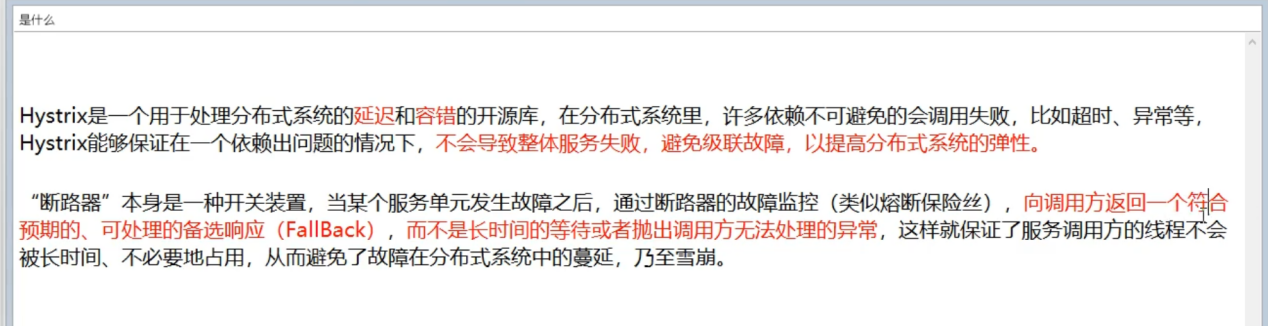 是什么
Hystrix是一个用于处理分布式系统的延迟和容错的开源库，在分布式系统里，许多依赖不可避免的会调用失败，比如超时、异常等，
Hystrix能够保证在一个依赖出问题的情况下，不会导致整体服务失败，避免级联故障，以提高分布式系统的弹性。
“断路器”本身是一种开关装置，当某个服务单元发生故障之后，通过断路器的故障监控（类似熔断保险丝），向调用方返回一个符合
预期的、可处理的备选响应（FallBack），而不是长时间的等待或者抛出调用方无法处理的异常，这样就保证了服务调用方的线程不会
被长时间、不必要地占用，从而避免了故障在分布式系统中的蔓延，乃至雪崩。